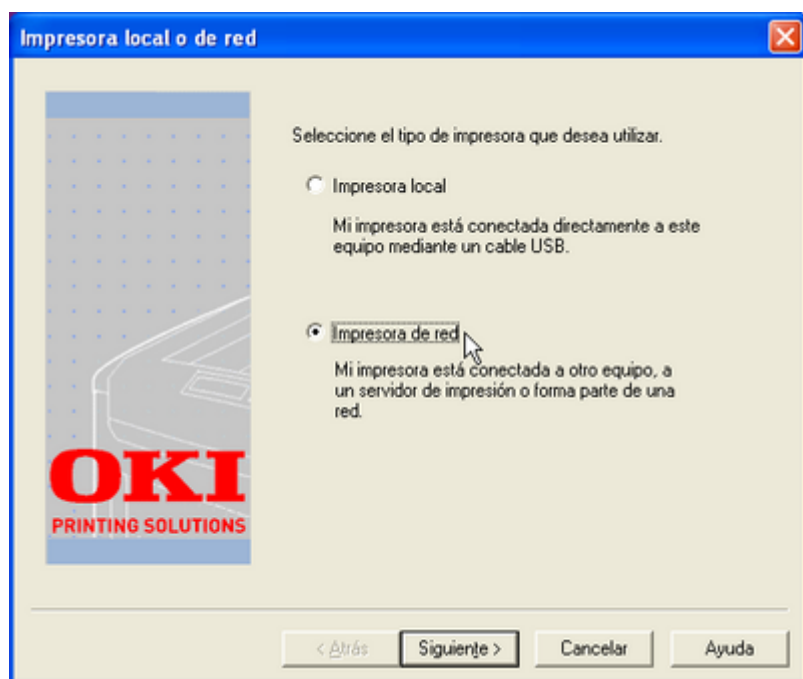 Impresora local o de red
Seleccione el tipo de impresora que desea utilizar.
Impresora local
Mi impresora está conectada directamente a este
equipo mediante un cable USB.
Impresora de red
Mi impresora está conectada a otro equipo, a
un servidor de impresión o forma parte de una
red.
OKI
PRINTING SOLUTIONS
< Atrás
Siguiente >
Cancelar
Ayuda